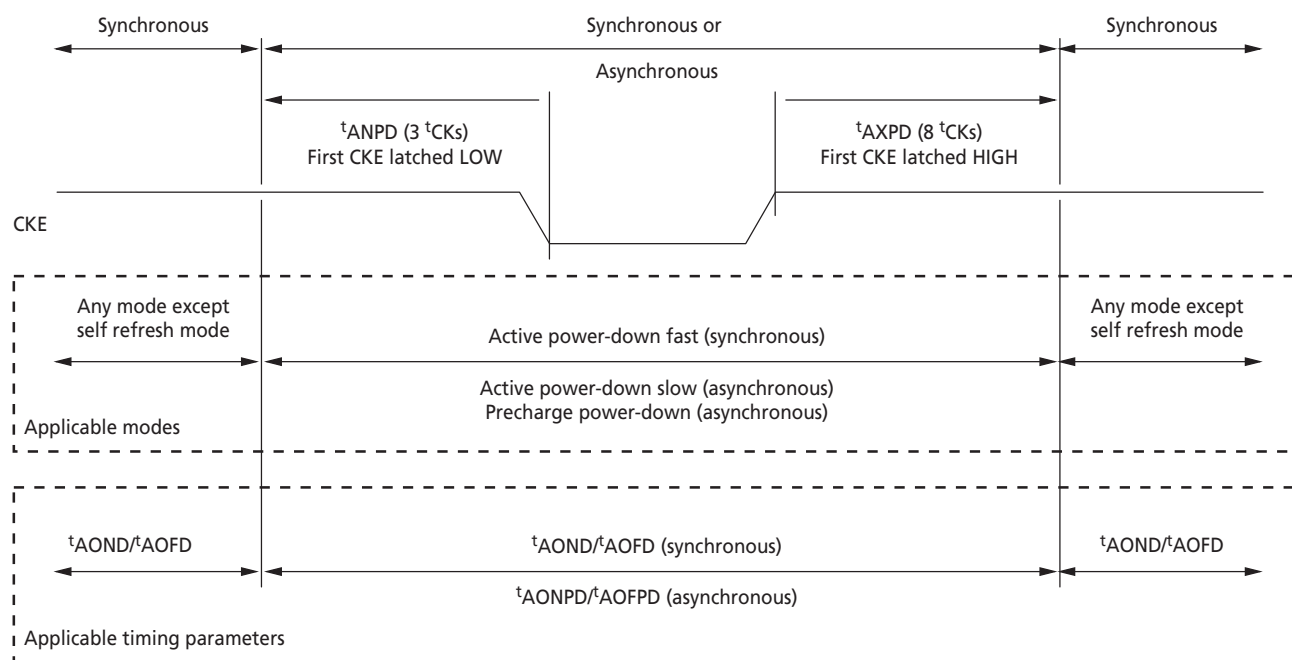 Synchronous
Synchronous or
Synchronous
Asynchronous
tANPD (3 tCKs)
First CKE latched LOW
tAXPD (8 tCKs)
First CKE latched HIGH
CKE
Any mode except
self refresh mode
Active power-down fast (synchronous)
Any mode except
self refresh mode
Active power-down slow (asynchronous)
Precharge power-down (asynchronous)
Applicable modes
tAOND/tAOFD
tAOND/tAOFD (synchronous)
tAOND/tAOFD
tAONPD/tAOFPD (asynchronous)
Applicable timing parameters